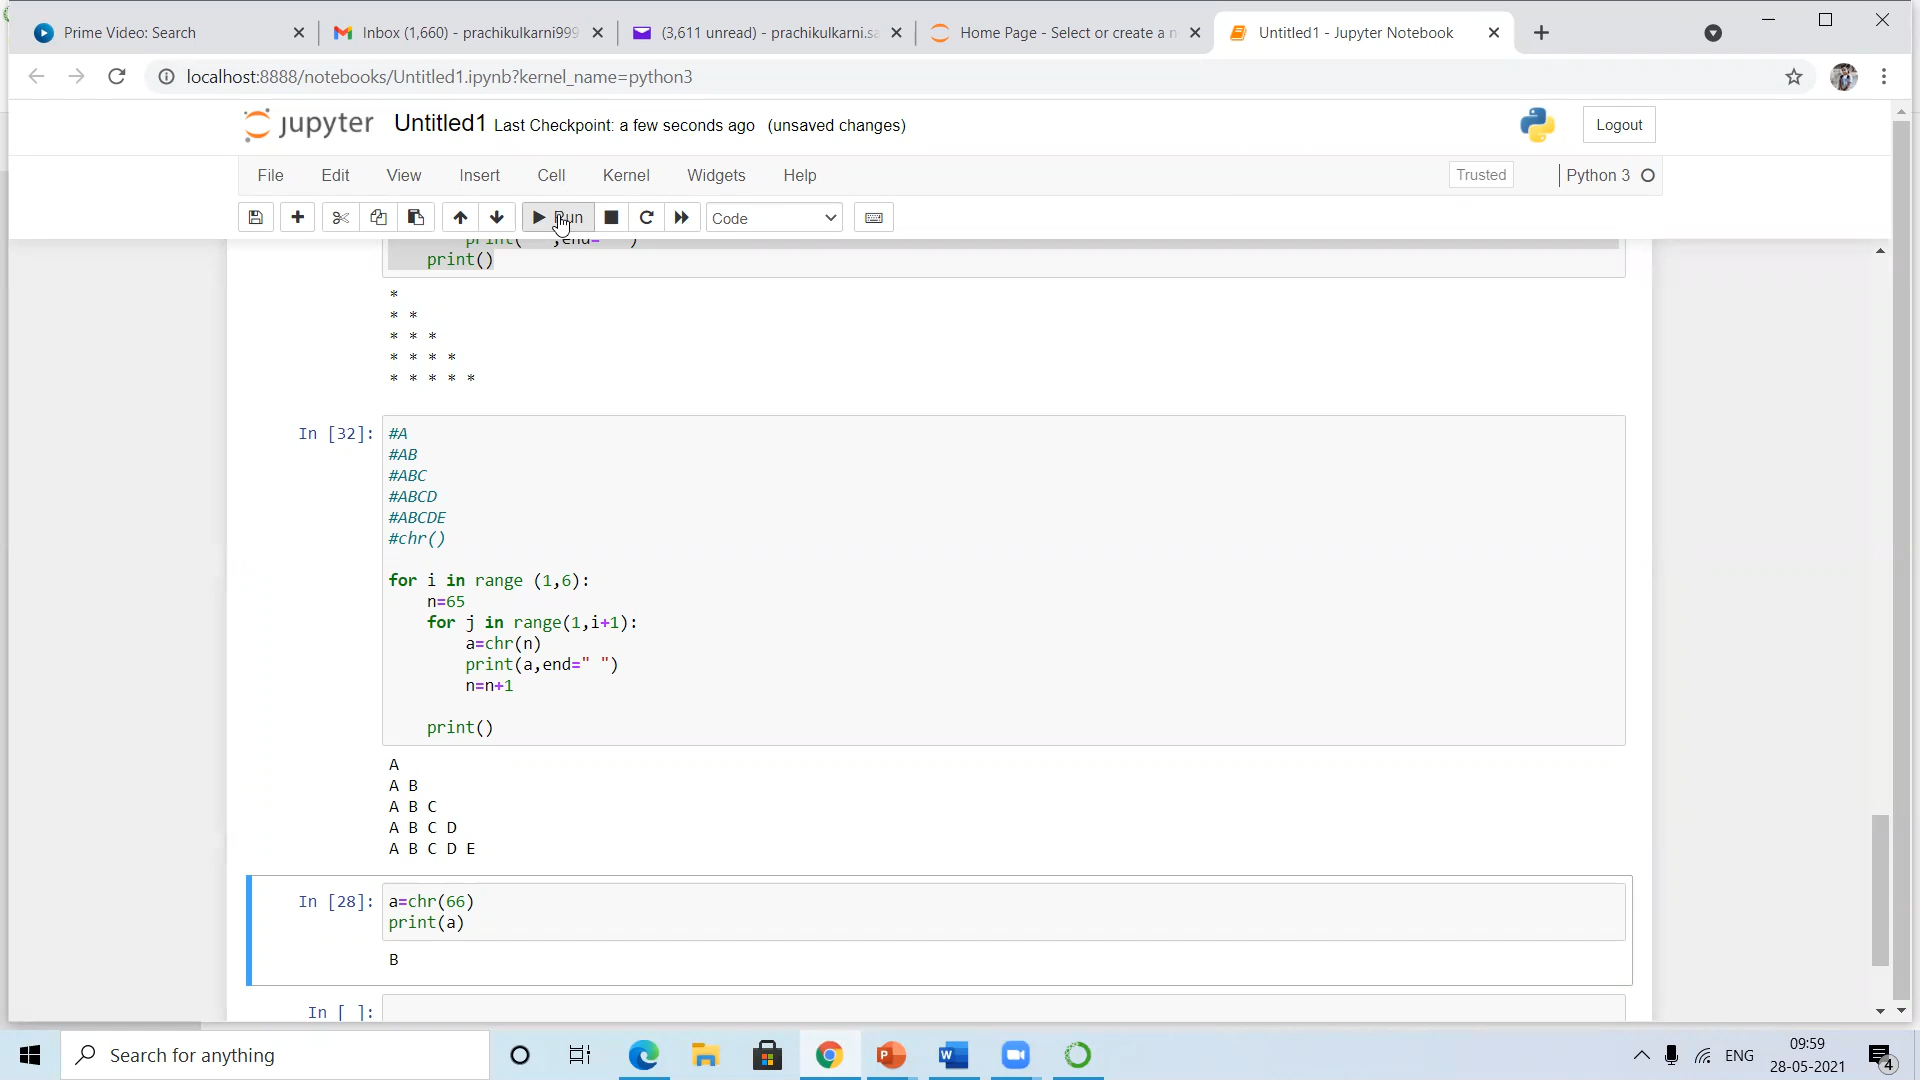 Prime Video: Search
Inbox (1,660) - prachikulkarni999
(3,611 unread) - prachikulkarni.sa
Home Page - Select or create a n
Untitled1 - Jupyter Notebook
localhost:8888/notebooks/Untitled1.ipynb?kernel_name=python3
jupyter Untitled1 Last Checkpoint: a few seconds ago (unsaved changes)
Logout
File Edit View Insert Cell Kernel Widgets Help
Trusted
Python 3
Run
Code
print()
*
* *
* * *
* * * *
* * * * *
In [32]: #A
#AB
#ABC
#ABCD
#ABCDE
#chr()
for i in range (1,6):
n=65
for j in range(1,i+1):
a=chr(n)
print(a,end=" ")
n=n+1
print()
A
A B
A B C
A B C D
A B C D E
In [28]: a=chr(66)
print(a)
B
In [ ]:
Search for anything
ENG
09:59
28-05-2021
4